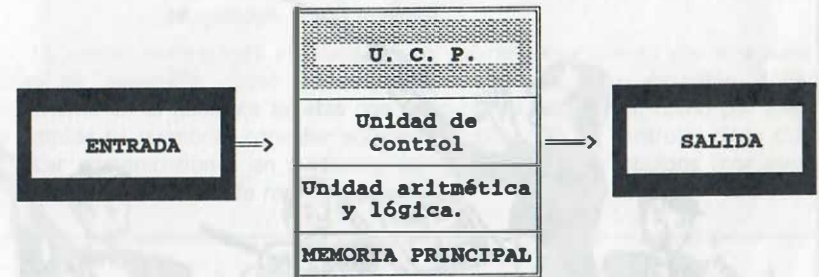 U. C. P.
ENTRADA
Unidad de
Control
SALIDA
Unidad aritmética
y lógica.
MEMORIA PRINCIPAL